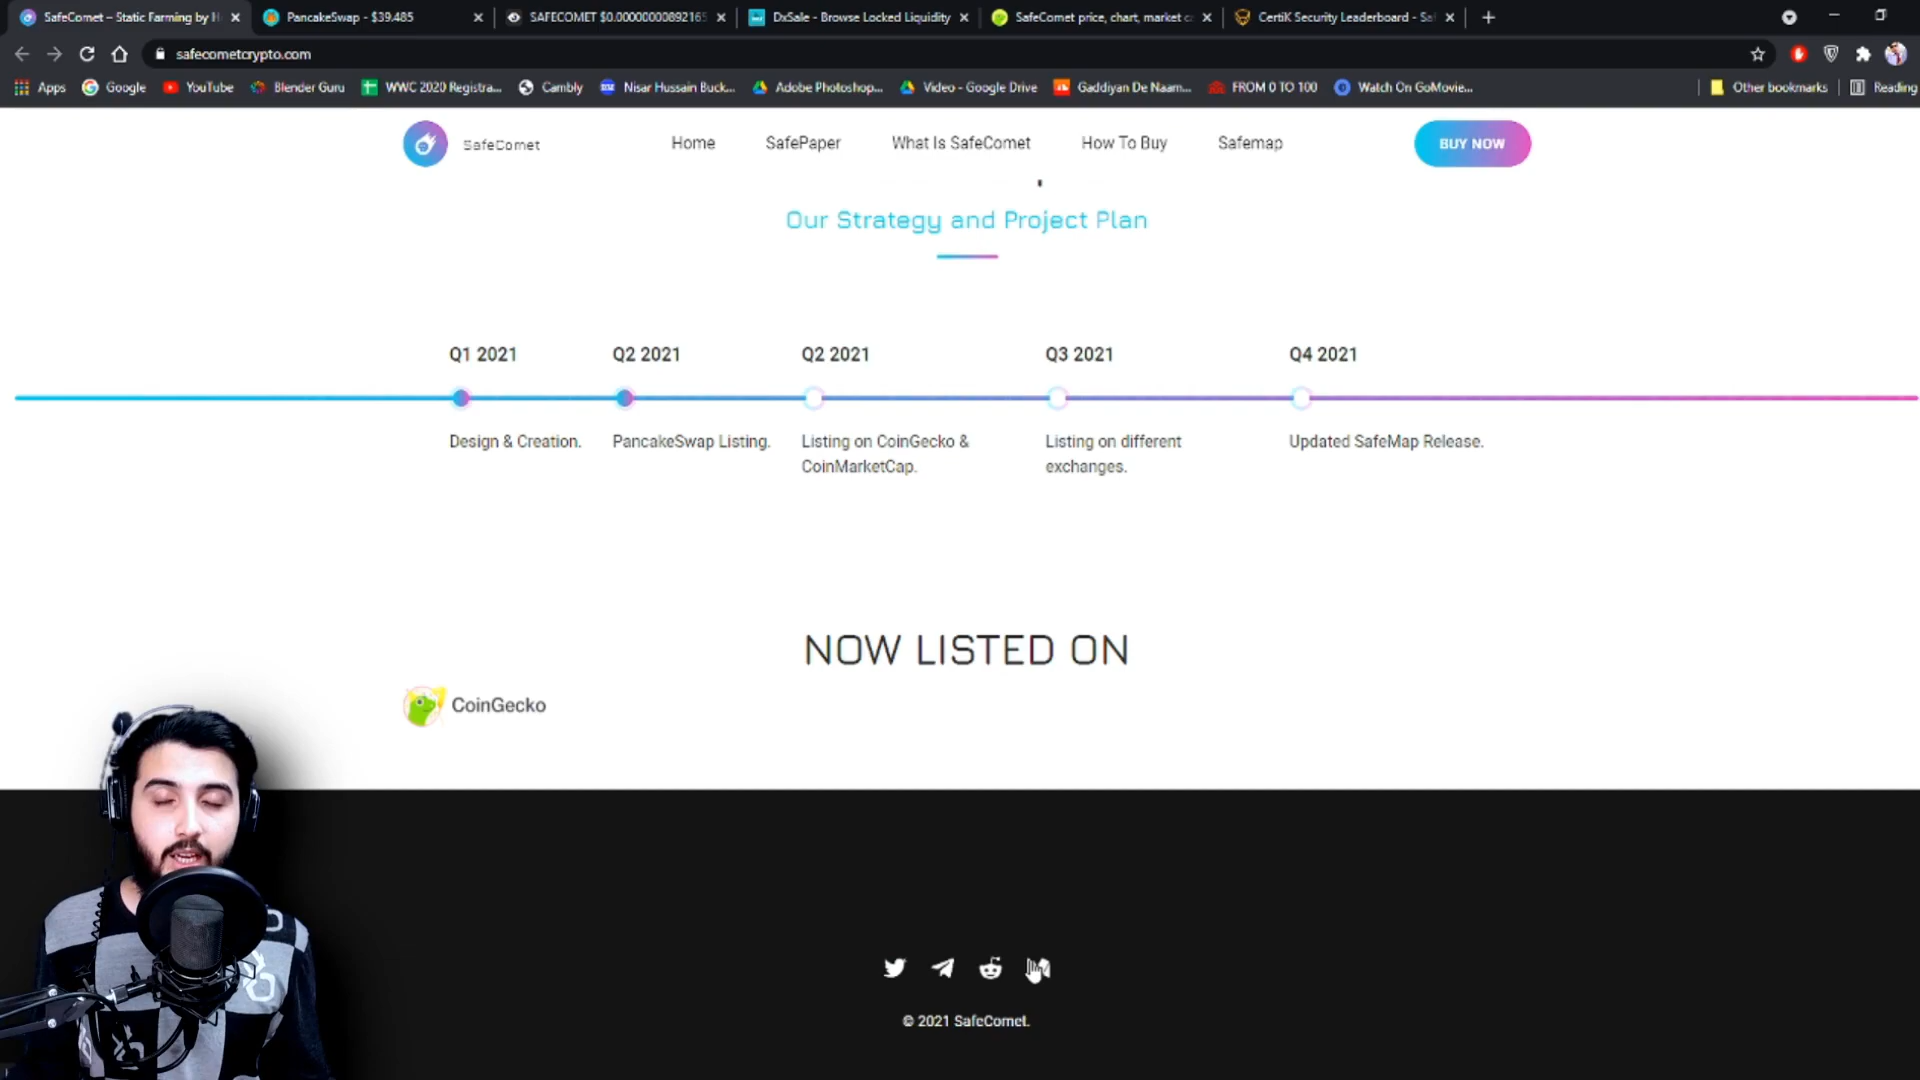 SafeComet – Static Farming by H
PancakeSwap - $39.485
SAFECOMET $0.00000000892165
DxSale - Browse Locked Liquidity
SafeComet price, chart, market c
CertiK Security Leaderboard - Sa
safecometcrypto.com
Apps
Google
YouTube
Blender Guru
WWC 2020 Registra...
Cambly
Nisar Hussain Buck...
Adobe Photoshop...
Video - Google Drive
Gaddiyan De Naam...
FROM 0 TO 100
Watch On GoMovie...
Other bookmarks
Reading
SafeComet
Home
SafePaper
What Is SafeComet
How To Buy
Safemap
BUY NOW
Our Strategy and Project Plan
Q1 2021
Q2 2021
Q2 2021
Q3 2021
Q4 2021
Design & Creation.
PancakeSwap Listing.
Listing on CoinGecko &
CoinMarketCap.
Listing on different
exchanges.
Updated SafeMap Release.
NOW LISTED ON
CoinGecko
© 2021 SafeComet.